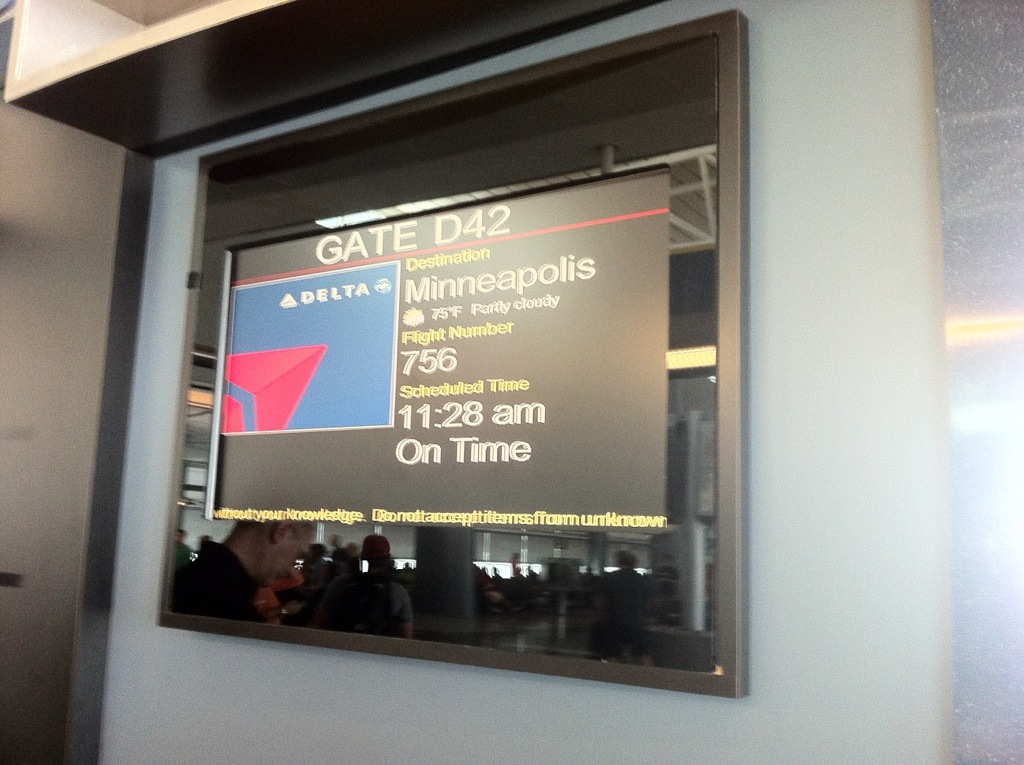 GATE D42
DELTA
Destination
Minneapolis
75°F Partly cloudy
Flight Number
756
Scheduled Time
11:28 am
On Time
without your knowledge. Do not accept items from unknown